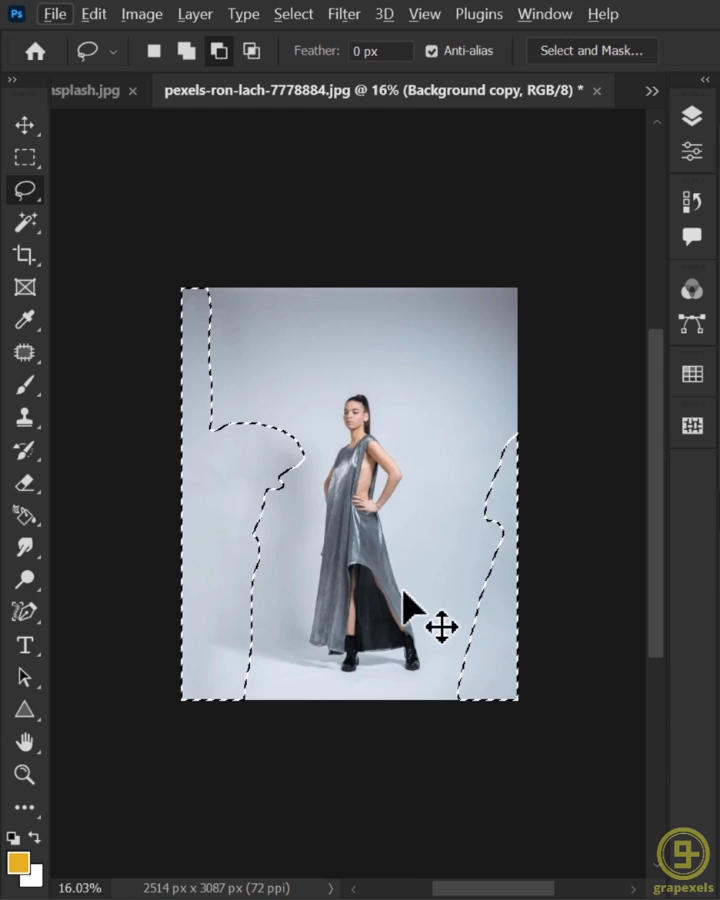 Ps File Edit Image Layer Type Select Filter 3D View Plugins Window Help
Feather: 0 px Anti-alias Select and Mask...
splash.jpg × pexels-ron-lach-7778884.jpg @ 16% (Background copy, RGB/8) * ×
T
16.03% 2514 px x 3087 px (72 ppi)
grapexels